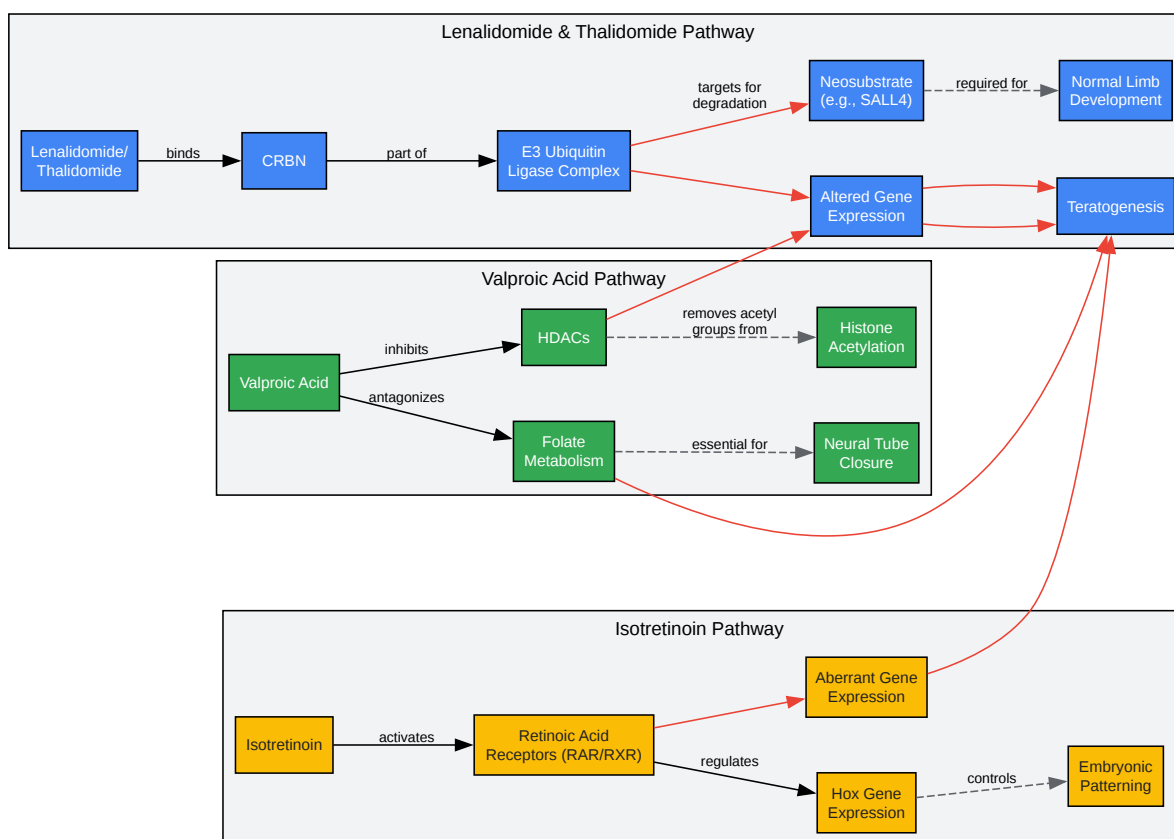 Lenalidomide & Thalidomide Pathway
Lenalidomide/
Thalidomide
binds
CRBN
part of
E3 Ubiquitin
Ligase Complex
targets for
degradation
Neosubstrate
(e.g., SALL4)
required for
Normal Limb
Development
Altered Gene
Expression
Teratogenesis
Valproic Acid Pathway
Valproic Acid
inhibits
HDACs
removes acetyl
groups from
Histone
Acetylation
antagonizes
Folate
Metabolism
essential for
Neural Tube
Closure
Isotretinoin Pathway
Isotretinoin
activates
Retinoic Acid
Receptors (RAR/RXR)
Aberrant Gene
Expression
regulates
Hox Gene
Expression
controls
Embryonic
Patterning